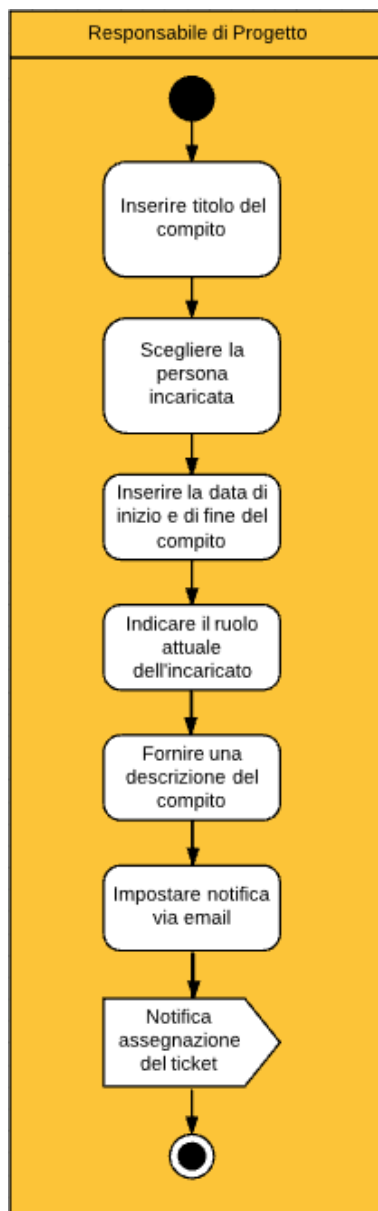 Responsabile di Progetto
Inserire titolo del
compito
Scegliere la
persona
incaricata
Inserire la data di
inizio e di fine del
compito
Indicare il ruolo
attuale
dell'incaricato
Fornire una
descrizione del
compito
Impostare notifica
via email
Notifica
assegnazione
del ticket